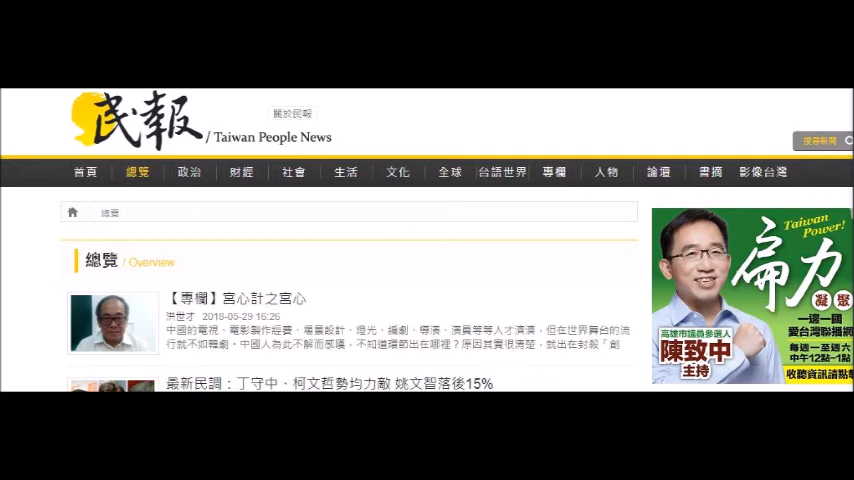 民報 / Taiwan People News
關於民報
搜尋新聞
首頁 總覽 政治 財經 社會 生活 文化 全球 台語世界 專欄 人物 論壇 書摘 影像台灣
總覽
總覽 / Overview
【專欄】宮心計之宮心
洪世才 2018-05-29 16:26
中國的電視、電影製作經費、場景設計、燈光、編劇、導演、演員等等人才濟濟，但在世界舞台的流
行就不如韓劇。中國人為此不解而感嘆，不知道環節出在哪裡？原因其實很清楚，就出在封殺「創
最新民調：丁守中、柯文哲勢均力敵 姚文智落後15%
Taiwan Power!
扁力
凝聚
一邊一國
愛台灣聯播網
每週一至週六
中午12點-1點
收聽資訊請點擊
高雄市議員參選人
陳致中
主持